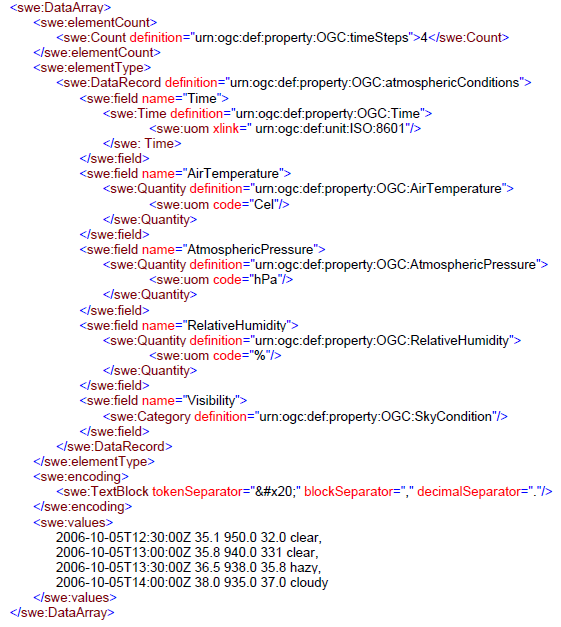 <swe:DataArray>
<swe:elementCount>
<swe:Count definition="urn:ogc:def:property:OGC:timeSteps">4</swe:Count>
</swe:elementCount>
<swe:elementType>
<swe:DataRecord definition="urn:ogc:def:property:OGC:atmosphericConditions">
<swe:field name="Time">
<swe:Time definition="urn:ogc:def:property:OGC:Time">
<swe:uom xlink=" urn:ogc:def:unit:ISO:8601"/>
</swe: Time>
</swe:field>
<swe:field name="AirTemperature">
<swe:Quantity definition="urn:ogc:def:property:OGC:AirTemperature">
<swe:uom code="Cel"/>
</swe:Quantity>
</swe:field>
<swe:field name="AtmosphericPressure">
<swe:Quantity definition="urn:ogc:def:property:OGC:AtmosphericPressure">
<swe:uom code="hPa"/>
</swe:Quantity>
</swe:field>
<swe:field name="RelativeHumidity">
<swe:Quantity definition="urn:ogc:def:property:OGC:RelativeHumidity">
<swe:uom code="%"/>
</swe:Quantity>
</swe:field>
<swe:field name="Visibility">
<swe:Category definition="urn:ogc:def:property:OGC:SkyCondition"/>
</swe:field>
</swe:DataRecord>
</swe:elementType>
<swe:encoding>
<swe:TextBlock tokenSeparator="&#x20;" blockSeparator="," decimalSeparator="."/>
</swe:encoding>
<swe:values>
2006-10-05T12:30:00Z 35.1 950.0 32.0 clear,
2006-10-05T13:00:00Z 35.8 940.0 331 clear,
2006-10-05T13:30:00Z 36.5 938.0 35.8 hazy,
2006-10-05T14:00:00Z 38.0 935.0 37.0 cloudy
</swe:values>
</swe:DataArray>